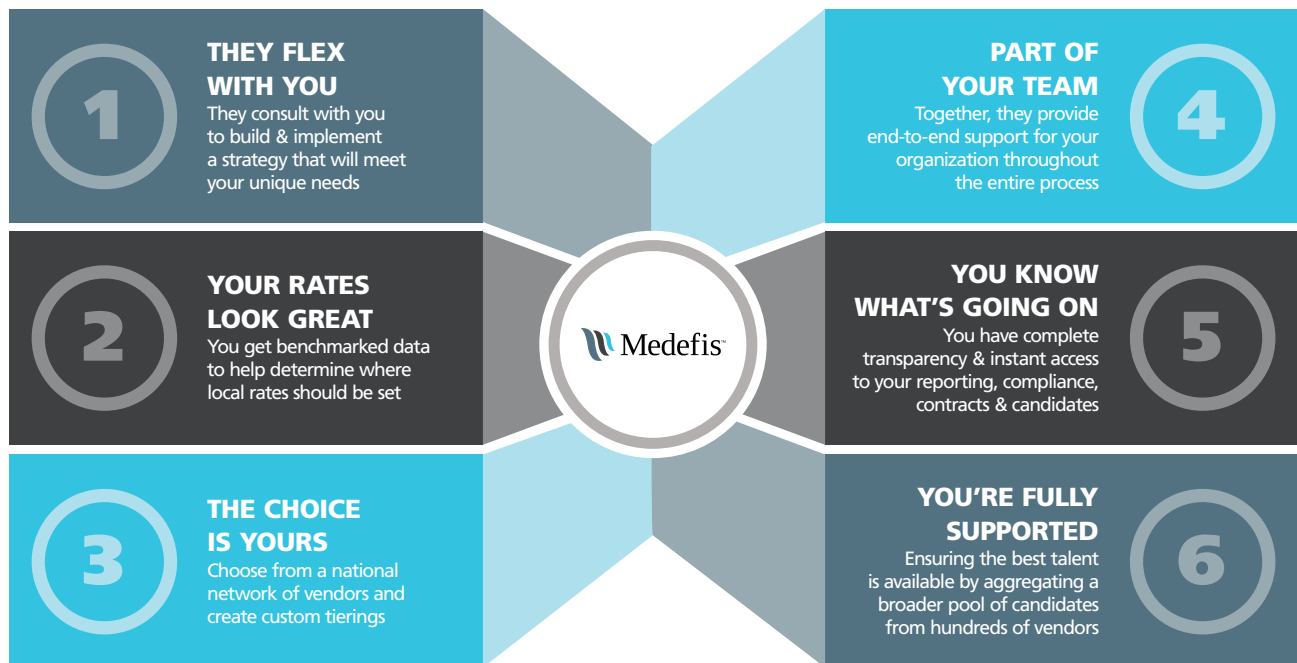 1
THEY FLEX
WITH YOU
They consult with you
to build & implement
a strategy that will meet
your unique needs
2
YOUR RATES
LOOK GREAT
You get benchmarked data
to help determine where
local rates should be set
3
THE CHOICE
IS YOURS
Choose from a national
network of vendors and
create custom tierings
Medefis™
PART OF
YOUR TEAM
Together, they provide
end-to-end support for your
organization throughout
the entire process
4
YOU KNOW
WHAT'S GOING ON
You have complete
transparency & instant access
to your reporting, compliance,
contracts & candidates
5
YOU'RE FULLY
SUPPORTED
Ensuring the best talent
is available by aggregating a
broader pool of candidates
from hundreds of vendors
6